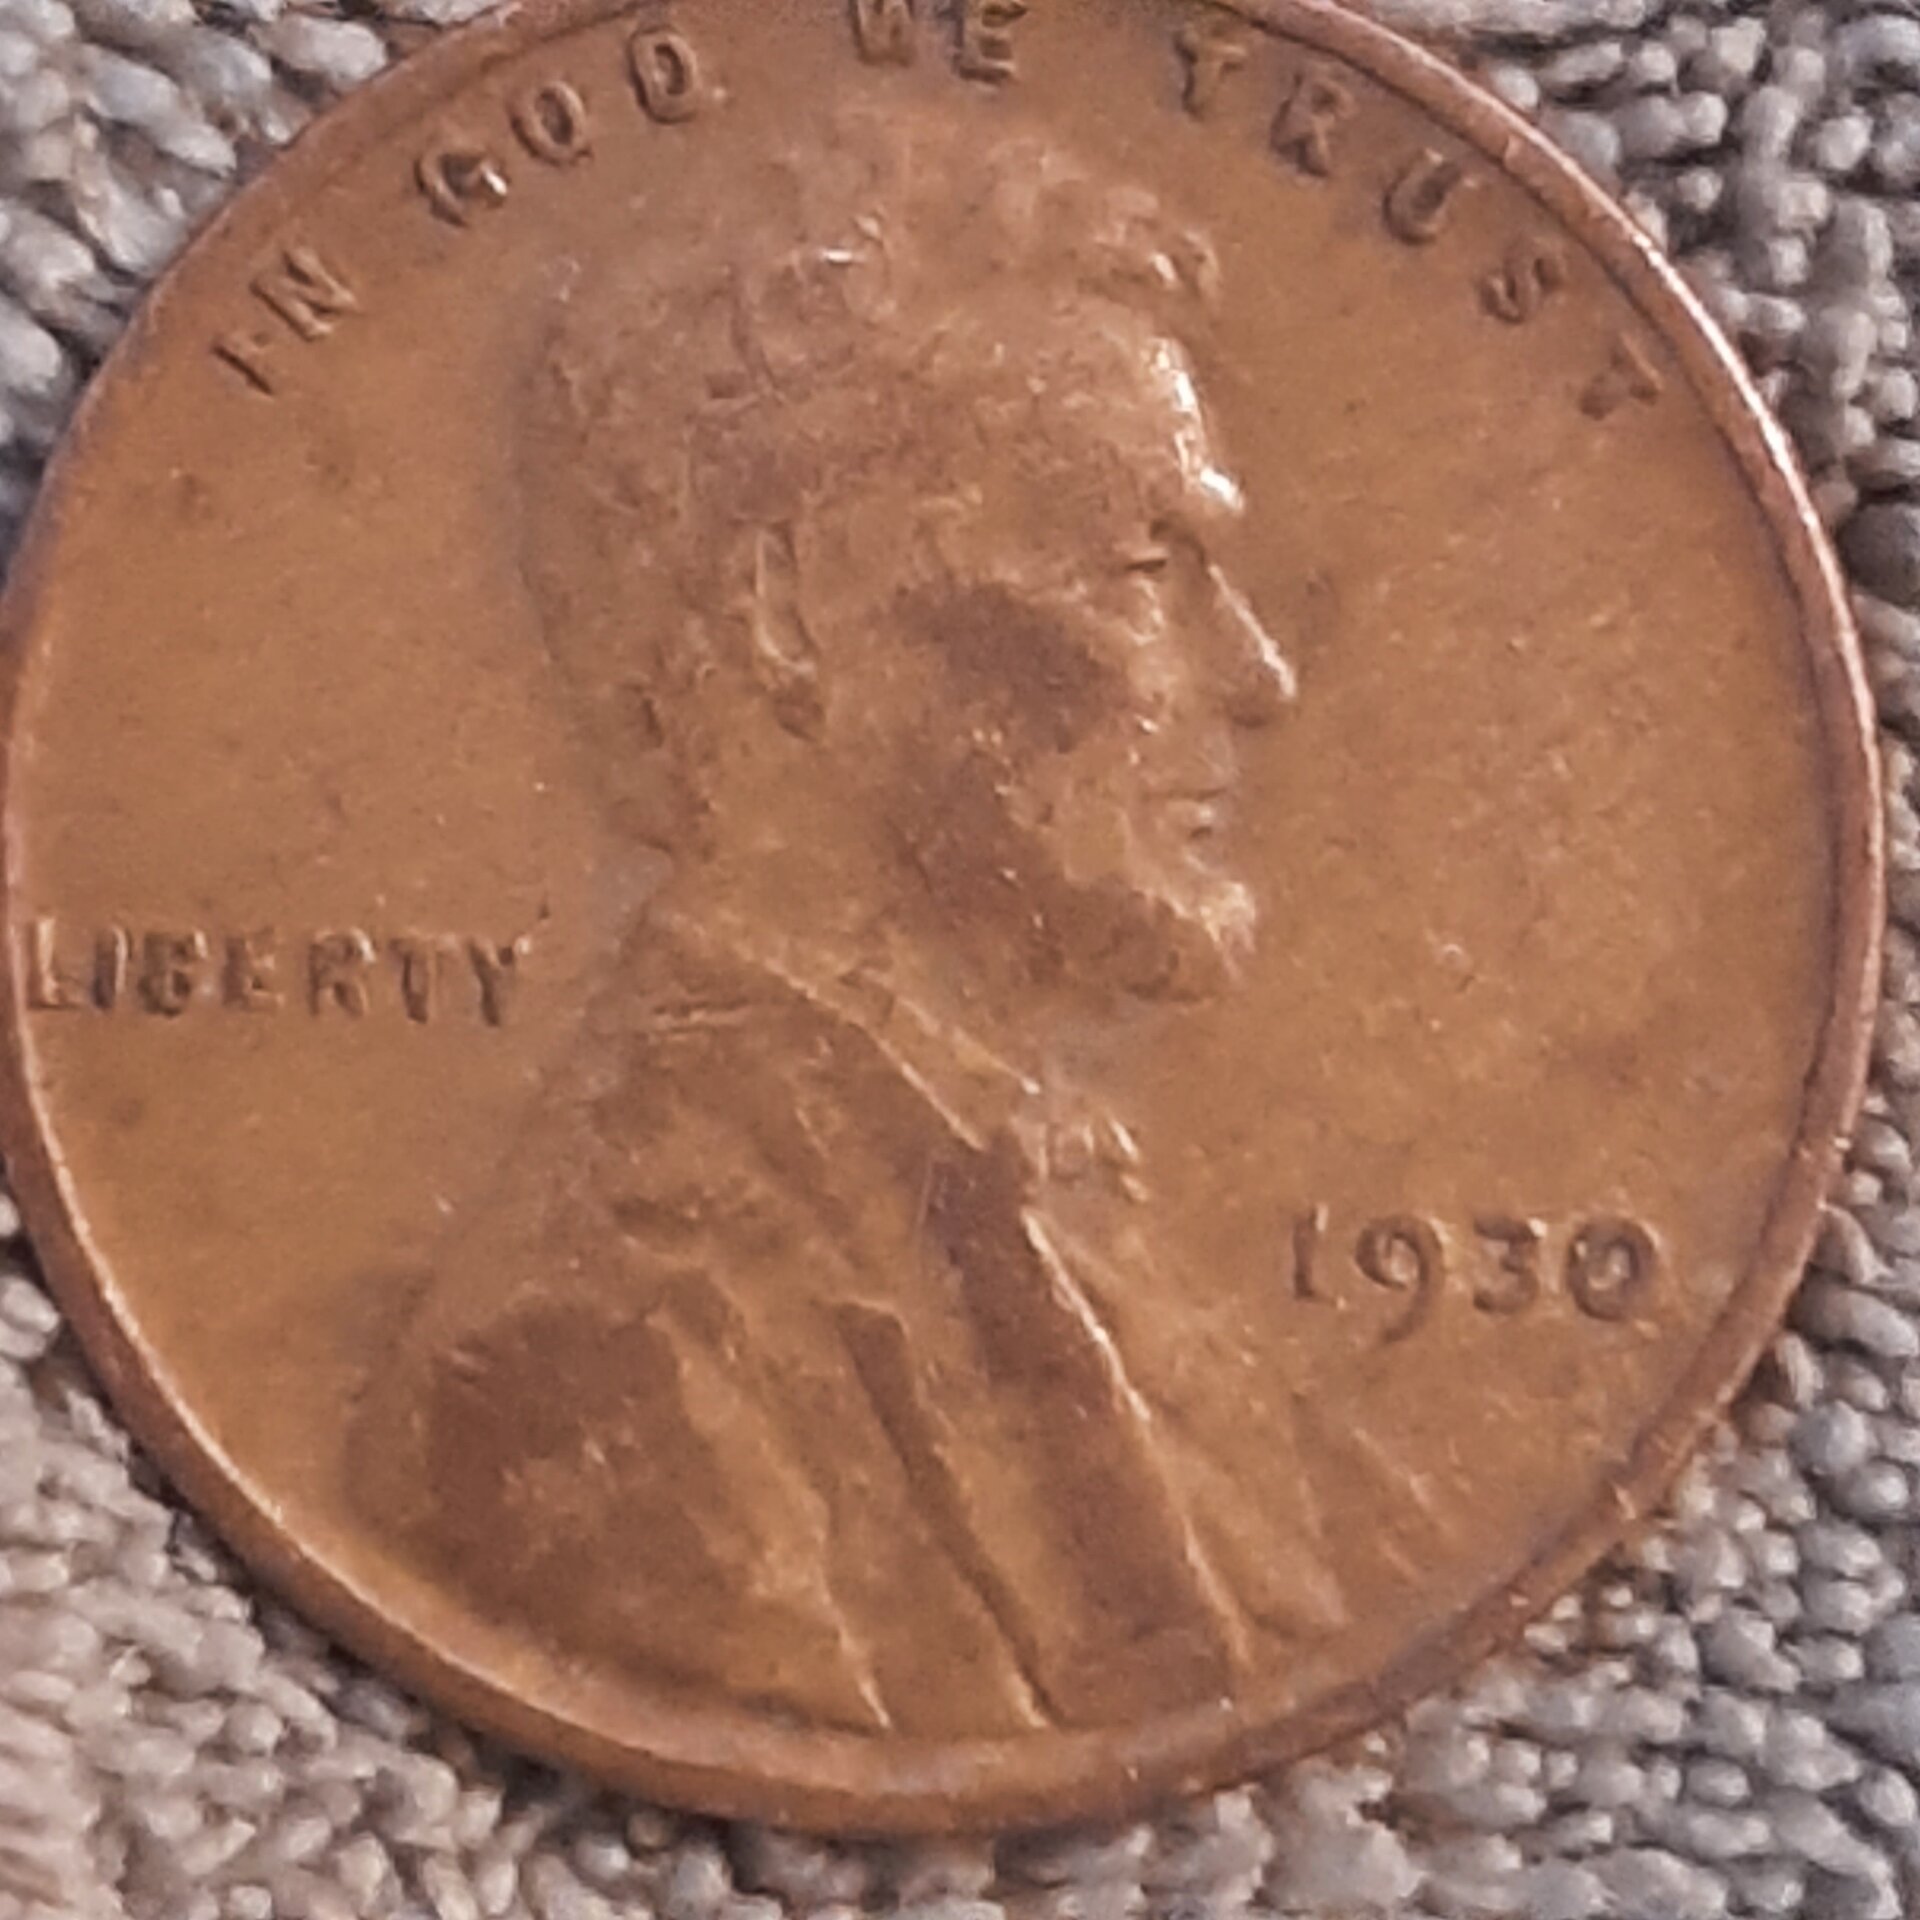 IN GOD WE TRUST
LIBERTY
1930